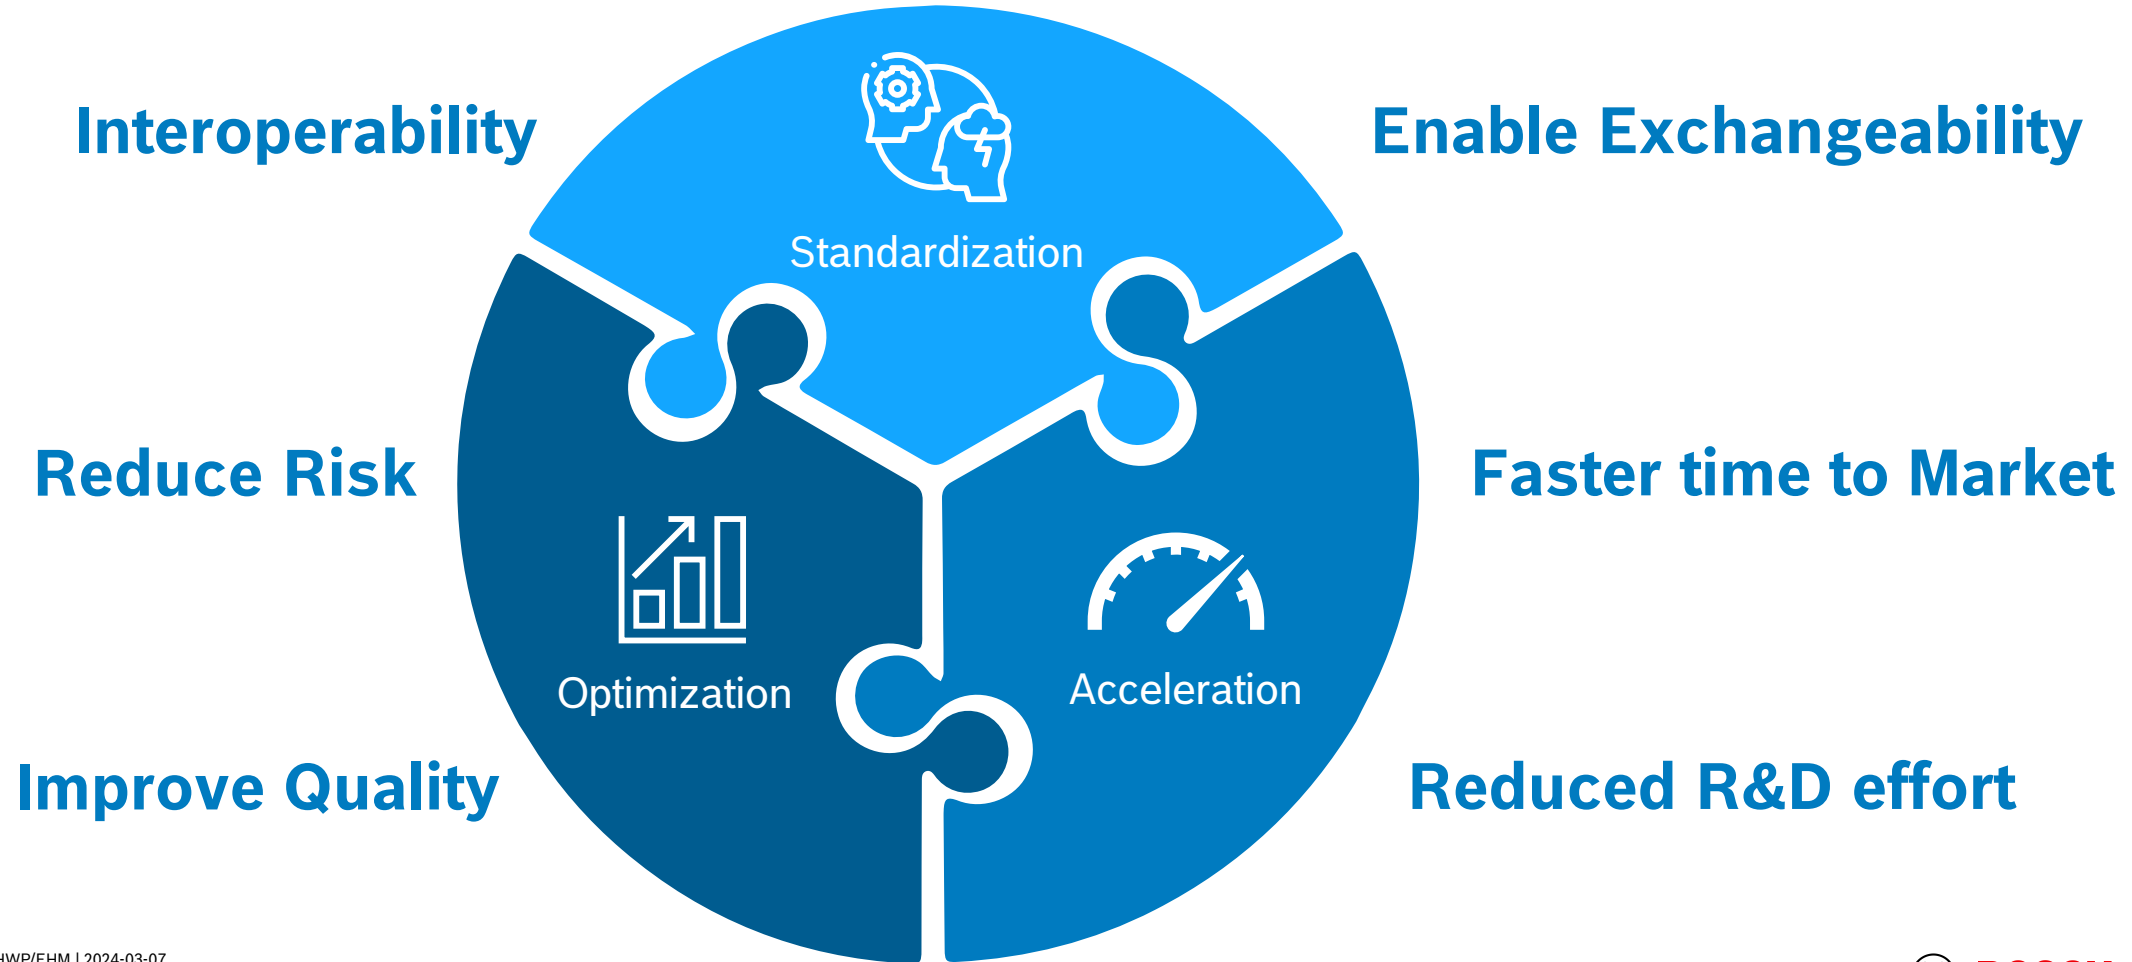 Interoperability
Enable Exchangeability
Standardization
Reduce Risk
Faster time to Market
Optimization
Acceleration
Improve Quality
Reduced R&D effort
HWP/EHM | 2024-03-07